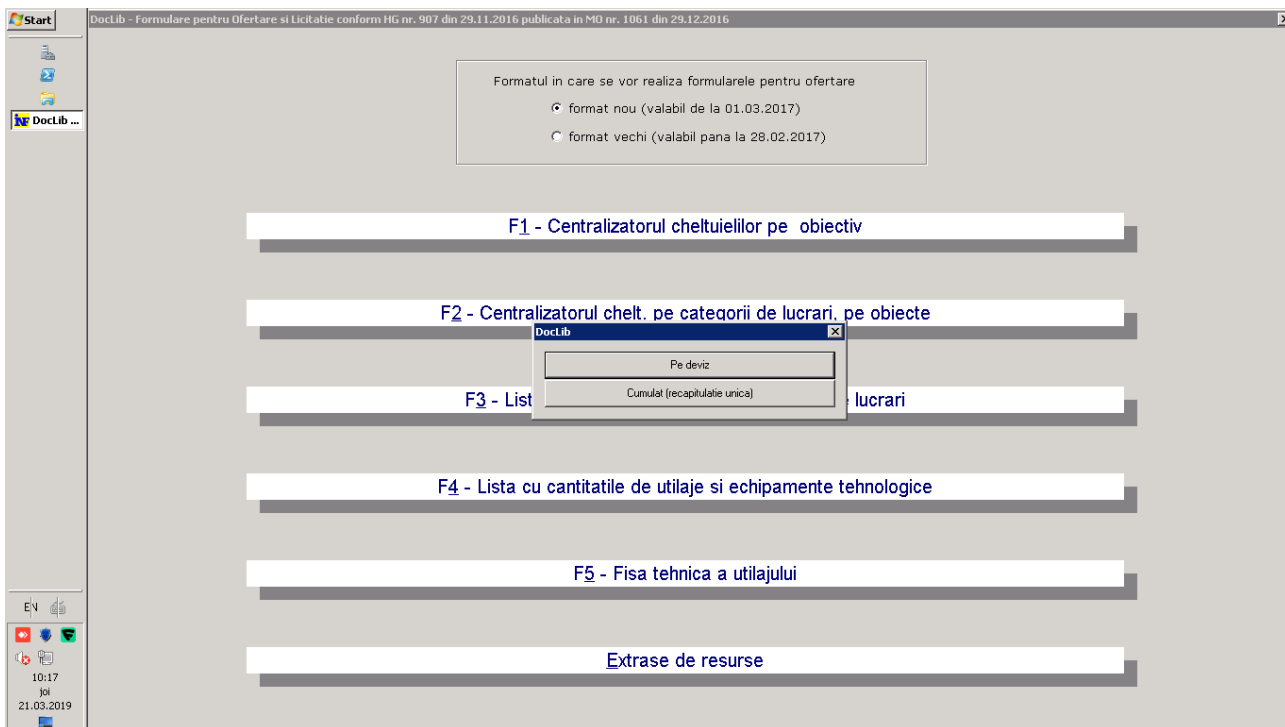 Start
DocLib - Formulare pentru Ofertare si Licitatie conform HG nr. 907 din 29.11.2016 publicata in MO nr. 1061 din 29.12.2016
DocLib ...
Formatul in care se vor realiza formularele pentru ofertare
format nou (valabil de la 01.03.2017)
format vechi (valabil pana la 28.02.2017)
F1 - Centralizatorul cheltuielilor pe obiectiv
F2 - Centralizatorul chelt. pe categorii de lucrari, pe obiecte
DocLib
Pe deviz
Cumulat (recapitulatie unica)
F3 - List lucrari
F4 - Lista cu cantitatile de utilaje si echipamente tehnologice
F5 - Fisa tehnica a utilajului
Extrase de resurse
EN
10:17
joi
21.03.2019